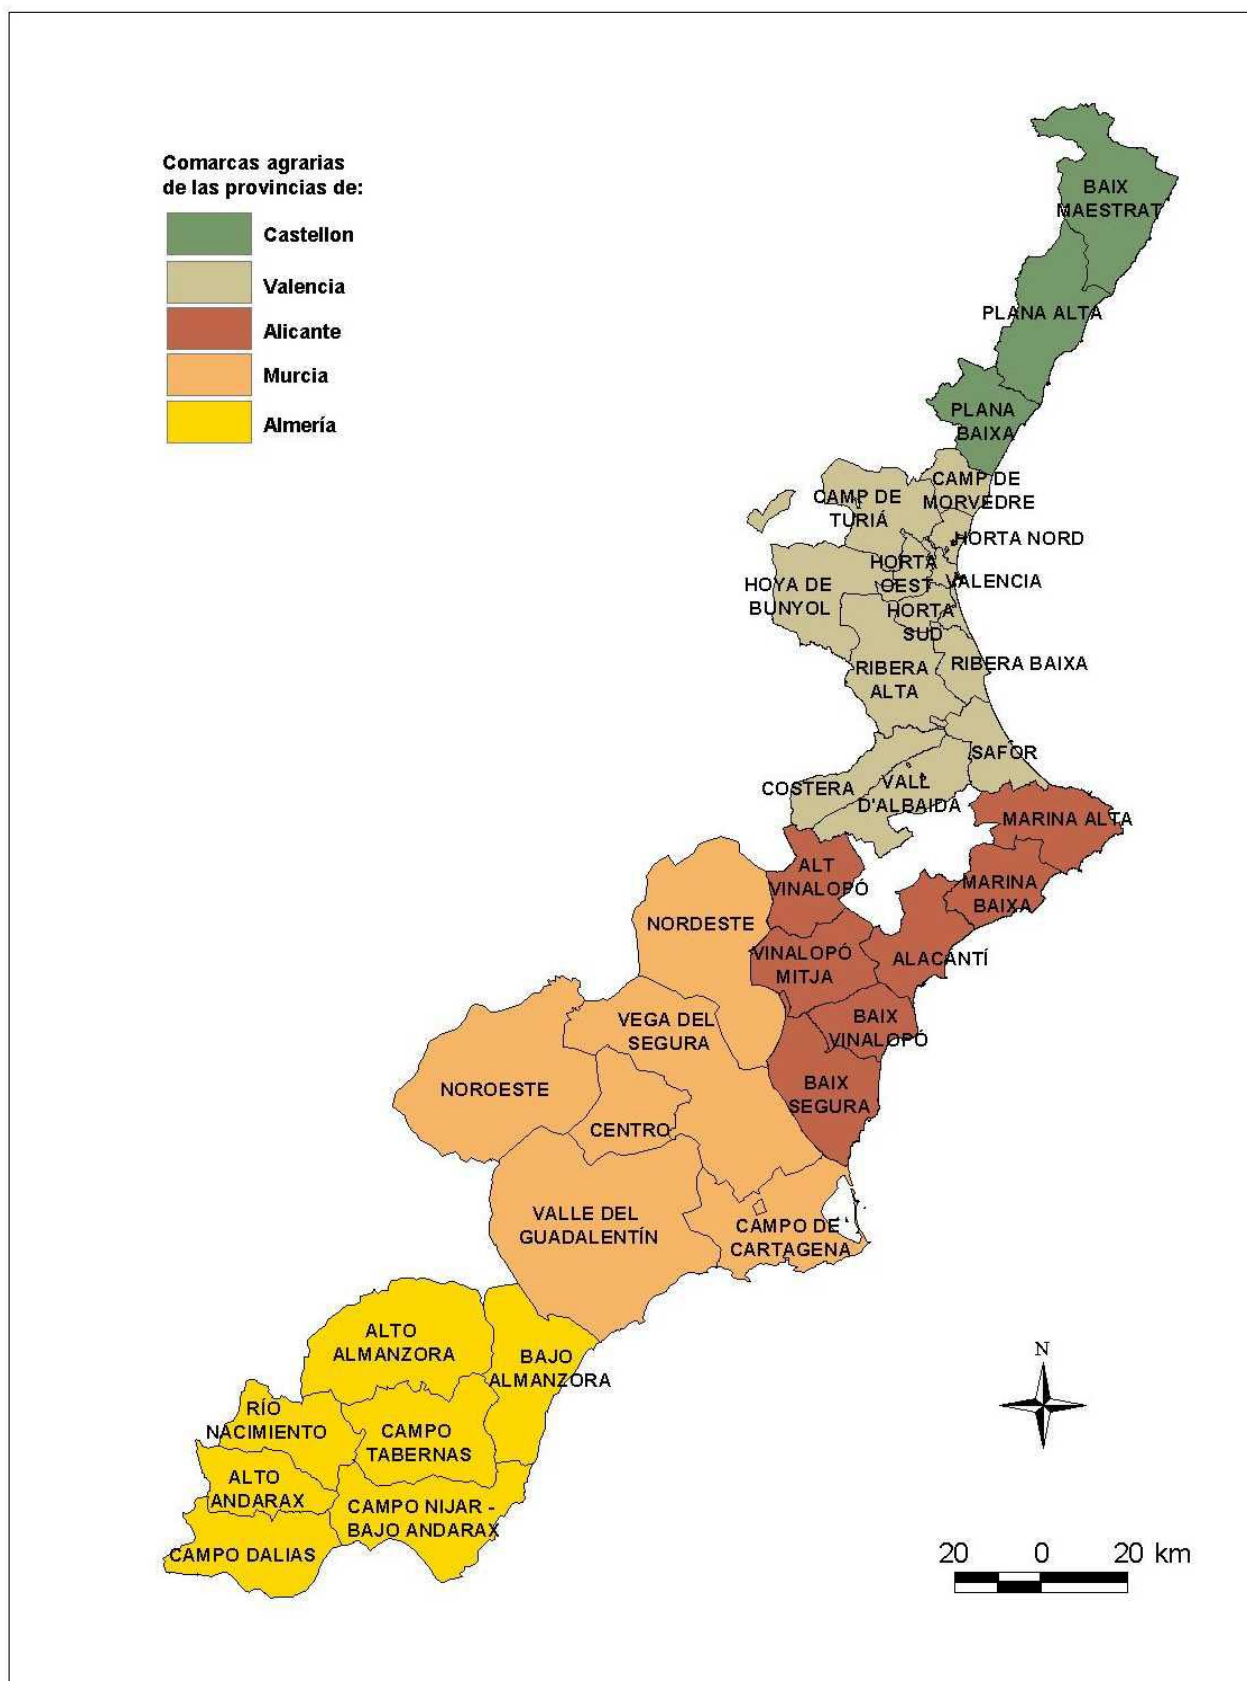 Comarcas agrarias
de las provincias de:
Castellon
Valencia
Alicante
Murcia
Almería
BAIX
MAESTRAT
PLANA ALTA
PLANA
BAIXA
CAMP DE
MORVEDRE
CAMP DE
TURIÁ
HORTA NORD
HORTA
OEST
VALENCIA
HOYA DE
BUNYOL
HORTA
SUD
RIBERA BAIXA
RIBERA
ALTA
SAFOR
COSTERA
VALL
D'ALBAIDA
MARINA ALTA
ALT
VINALOPÓ
MARINA
BAIXA
NORDESTE
VINALOPÓ
MITJA
ALACANTÍ
VEGA DEL
SEGURA
BAIX
VINALOPÓ
NOROESTE
BAIX
SEGURA
CENTRO
VALLE DEL
GUADALENTÍN
CAMPO DE
CARTAGENA
ALTO
ALMANZORA
BAJO
ALMANZORA
RÍO
NACIMIENTO
CAMPO
TABERNAS
ALTO
ANDARAX
CAMPO NIJAR -
BAJO ANDARAX
CAMPO DALIAS
N
20 0 20 km